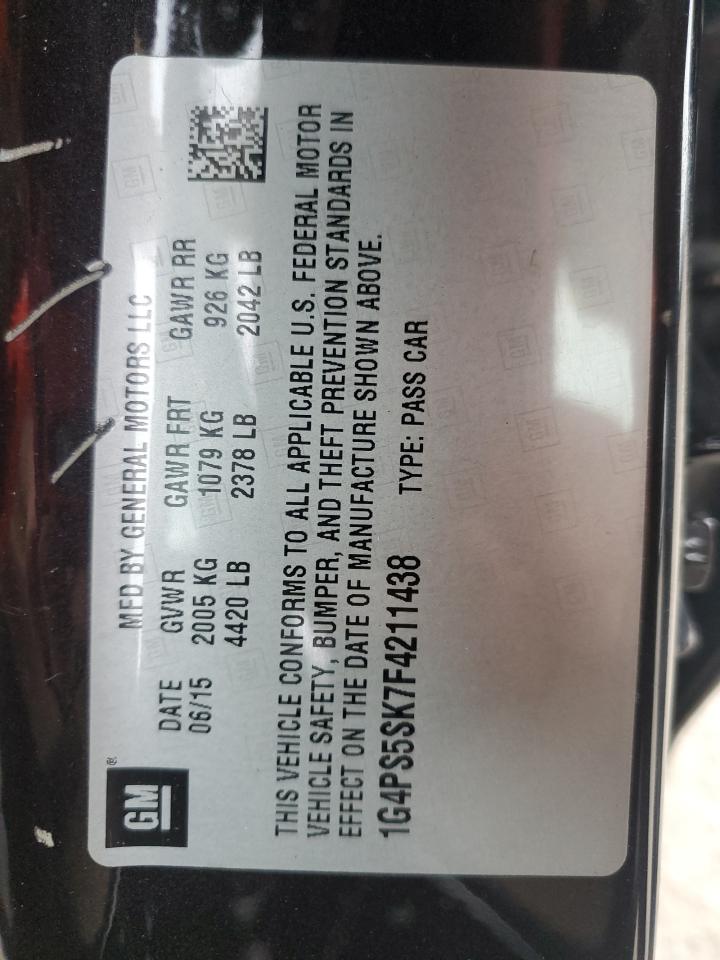 GM®
MFD BY GENERAL MOTORS LLC
DATE GVWR GAWR FRT GAWR RR
06/15 2005 KG 1079 KG 926 KG
4420 LB 2378 LB 2042 LB
THIS VEHICLE CONFORMS TO ALL APPLICABLE U.S. FEDERAL MOTOR
VEHICLE SAFETY, BUMPER, AND THEFT PREVENTION STANDARDS IN
EFFECT ON THE DATE OF MANUFACTURE SHOWN ABOVE.
1G4PS5SK7F4211438 TYPE: PASS CAR